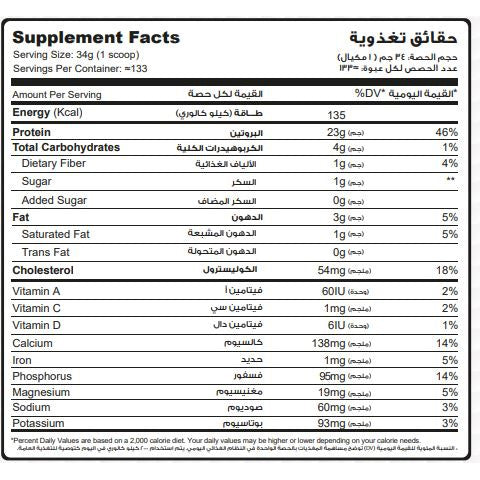 Supplement Facts حقائق تغذوية
Serving Size: 34g (1 scoop) حجم الحصة: ٣٤ جم (١ مكيال)
Servings Per Container: ≈133 عدد الحصص لكل عبوة: ≈١٣٣
Amount Per Serving القيمة لكل حصة %DV* القيمة اليومية*
Energy (Kcal) طاقة (كيلو كالوري) 135
Protein البروتين 23g (جم) 46%
Total Carbohydrates الكربوهيدرات الكلية 4g (جم) 1%
Dietary Fiber الألياف الغذائية 1g (جم) 4%
Sugar السكر 1g (جم) **
Added Sugar السكر المضاف 0g (جم)
Fat الدهون 3g (جم) 5%
Saturated Fat الدهون المشبعة 1g (جم) 5%
Trans Fat الدهون المتحولة 0g (جم)
Cholesterol الكوليسترول 54mg (ملجم) 18%
Vitamin A فيتامين أ 60IU (وحدة) 2%
Vitamin C فيتامين سي 1mg (ملجم) 2%
Vitamin D فيتامين دال 6IU (وحدة) 1%
Calcium كالسيوم 138mg (ملجم) 14%
Iron حديد 1mg (ملجم) 5%
Phosphorus فسفور 95mg (ملجم) 14%
Magnesium مغنيسيوم 19mg (ملجم) 5%
Sodium صوديوم 60mg (ملجم) 3%
Potassium بوتاسيوم 93mg (ملجم) 3%
*Percent Daily Values are based on a 2,000 calorie diet. Your daily values may be higher or lower depending on your calorie needs.
النسبة المئوية للقيمة اليومية (DV) توضح مساهمة المغذيات بالحصة الواحدة في النظام الغذائي اليومي. يتم استخدام ٢٠٠٠ كيلو كالوري في اليوم كتوصية للتغذية العامة.